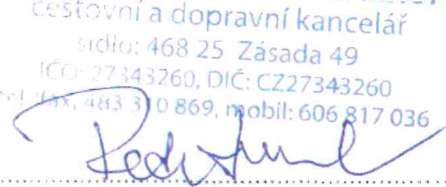 cestovní a dopravní kancelář
sídlo: 468 25 Zásada 49
IČO: 27343260, DIČ: CZ27343260
fax, 483 310 869, mobil: 606 817 036